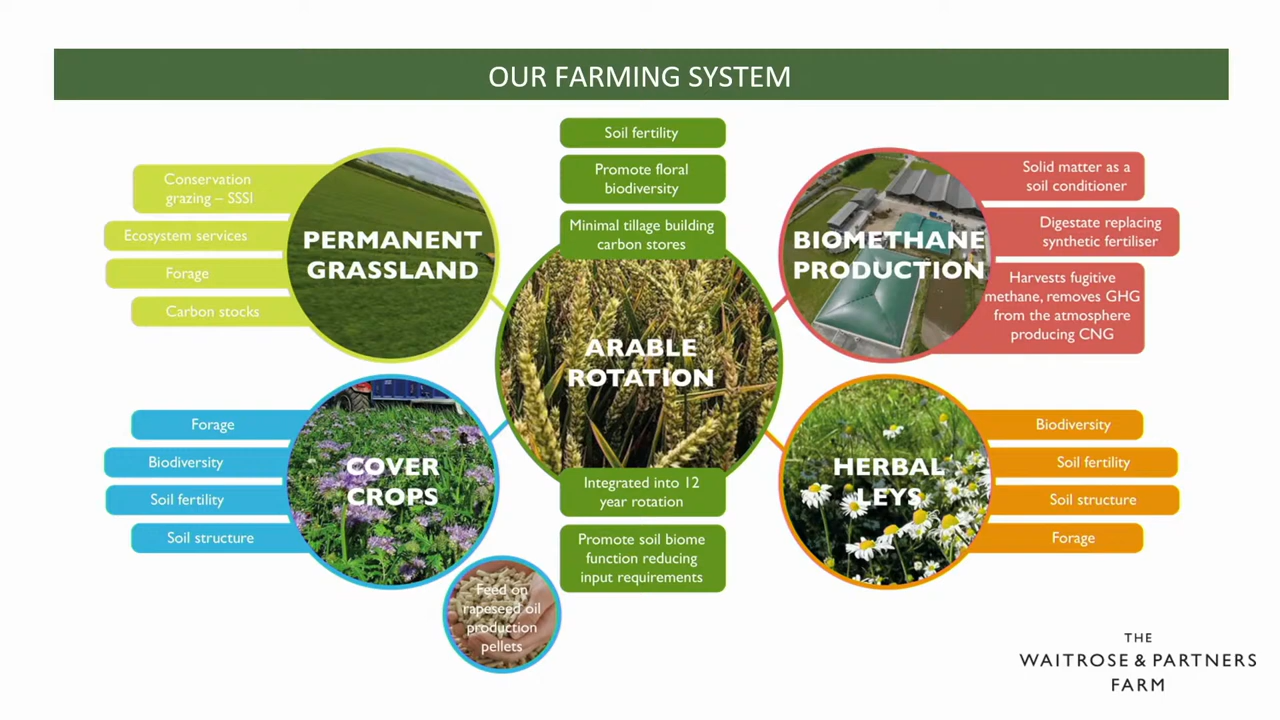 OUR FARMING SYSTEM
Conservation
grazing – SSSI
Ecosystem services
Forage
Carbon stocks
PERMANENT
GRASSLAND
Soil fertility
Promote floral
biodiversity
Minimal tillage building
carbon stores
ARABLE
ROTATION
Integrated into 12
year rotation
Promote soil biome
function reducing
input requirements
BIOMETHANE
PRODUCTION
Solid matter as a
soil conditioner
Digestate replacing
synthetic fertiliser
Harvests fugitive
methane, removes GHG
from the atmosphere
producing CNG
Forage
Biodiversity
Soil fertility
Soil structure
COVER
CROPS
Feed on
rapeseed oil
production
pellets
HERBAL
LEYS
Biodiversity
Soil fertility
Soil structure
Forage
THE
WAITROSE & PARTNERS
FARM